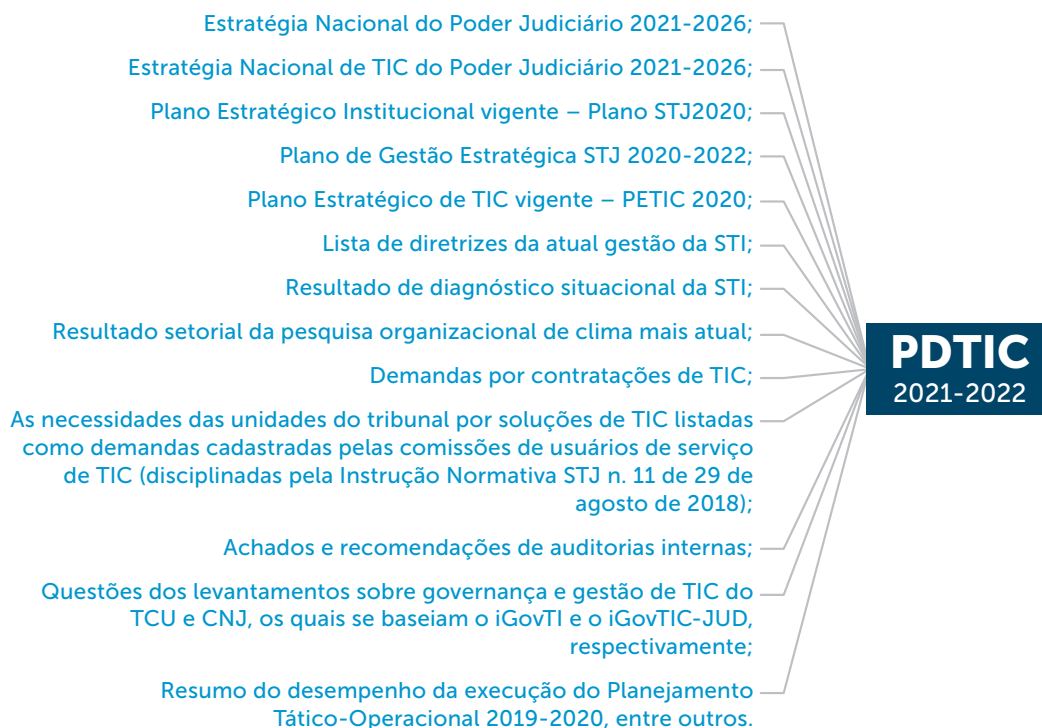 Estratégia Nacional do Poder Judiciário 2021-2026;
Estratégia Nacional de TIC do Poder Judiciário 2021-2026;
Plano Estratégico Institucional vigente – Plano STJ2020;
Plano de Gestão Estratégica STJ 2020-2022;
Plano Estratégico de TIC vigente – PETIC 2020;
Lista de diretrizes da atual gestão da STI;
Resultado de diagnóstico situacional da STI;
Resultado setorial da pesquisa organizacional de clima mais atual;
Demandas por contratações de TIC;
As necessidades das unidades do tribunal por soluções de TIC listadas
como demandas cadastradas pelas comissões de usuários de serviço
de TIC (disciplinadas pela Instrução Normativa STJ n. 11 de 29 de
agosto de 2018);
Achados e recomendações de auditorias internas;
Questões dos levantamentos sobre governança e gestão de TIC do
TCU e CNJ, os quais se baseiam o iGovTI e o iGovTIC-JUD,
respectivamente;
Resumo do desempenho da execução do Planejamento
Tático-Operacional 2019-2020, entre outros.
PDTIC
2021-2022